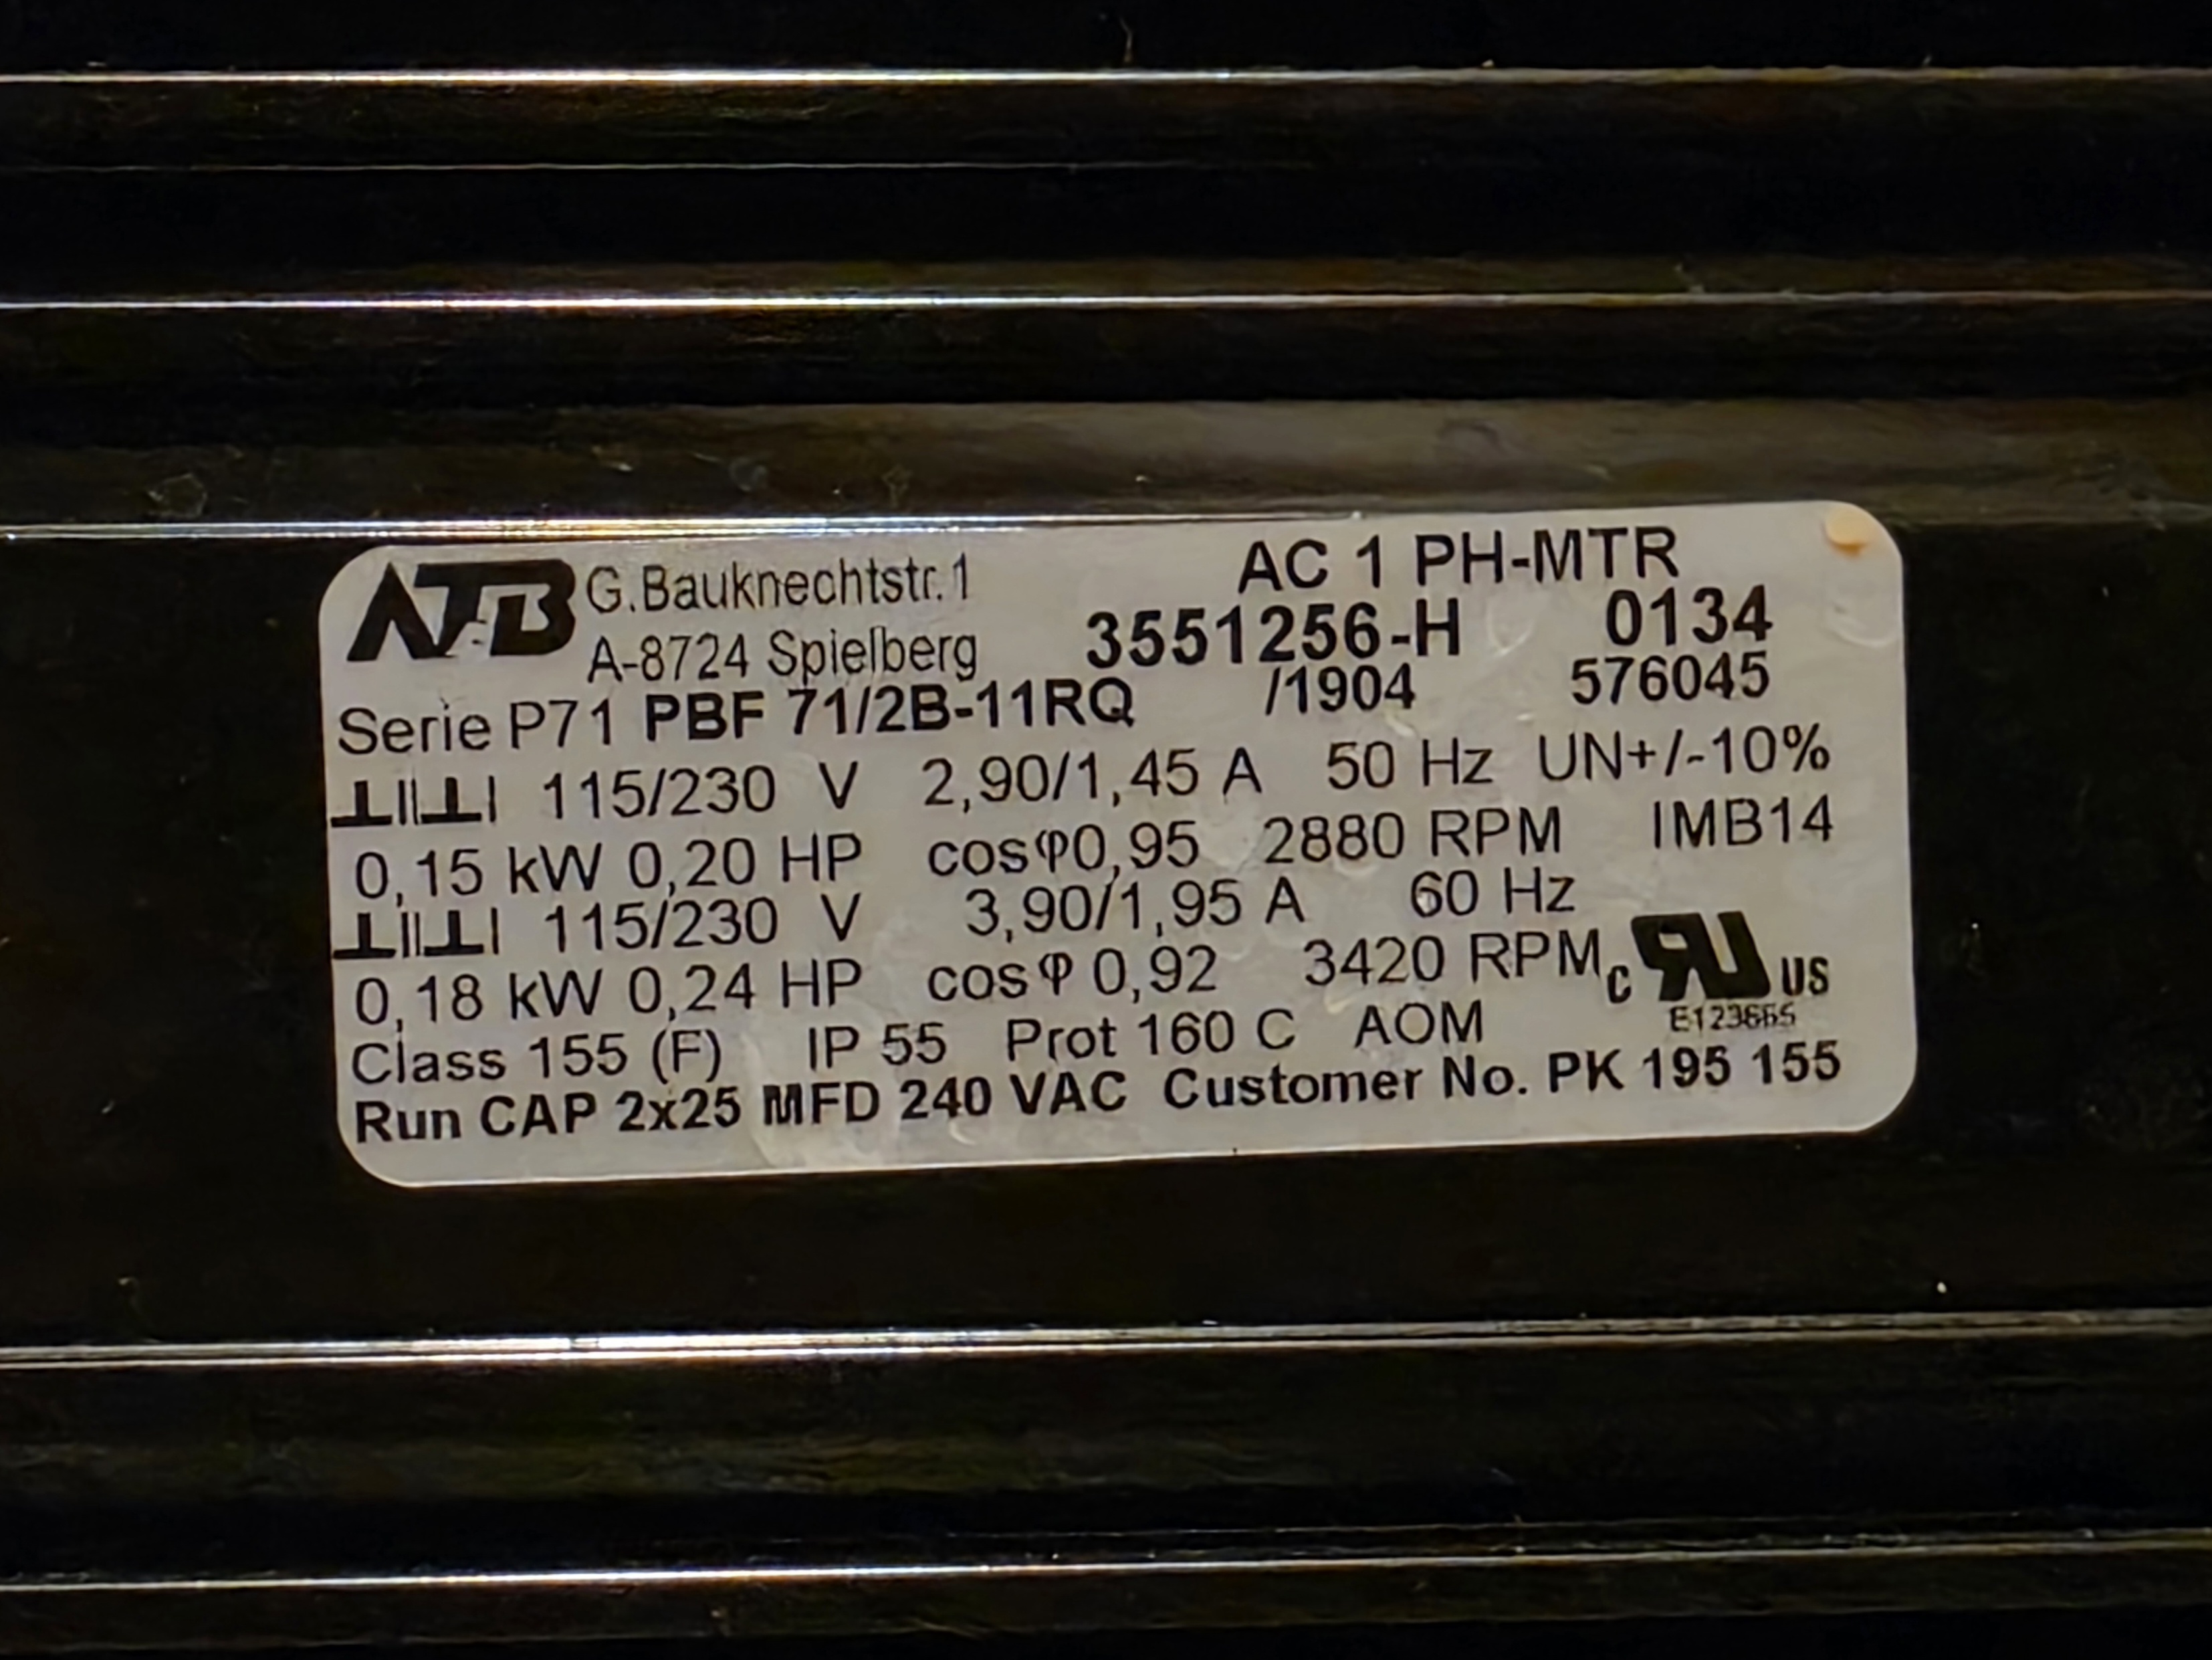 ATB G.Bauknechtstr.1 AC 1 PH-MTR
A-8724 Spielberg 3551256-H 0134
Serie P71 PBF 71/2B-11RQ /1904 576045
115/230 V 2,90/1,45 A 50 Hz UN+/-10%
0,15 kW 0,20 HP cosφ0,95 2880 RPM IMB14
115/230 V 3,90/1,95 A 60 Hz
0,18 kW 0,24 HP cosφ 0,92 3420 RPM c RU US
Class 155 (F) IP 55 Prot 160 C AOM
Run CAP 2x25 MFD 240 VAC Customer No. PK 195 155